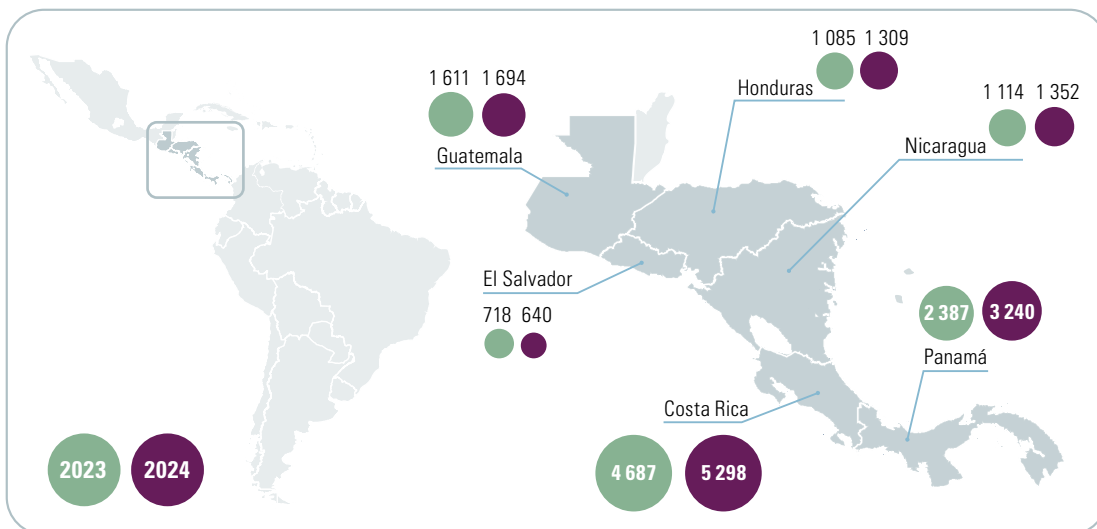 1 085 1 309
Honduras
1 611 1 694
Guatemala
1 114 1 352
Nicaragua
El Salvador
718 640
2 387 3 240
Panamá
Costa Rica
4 687 5 298
2023 2024